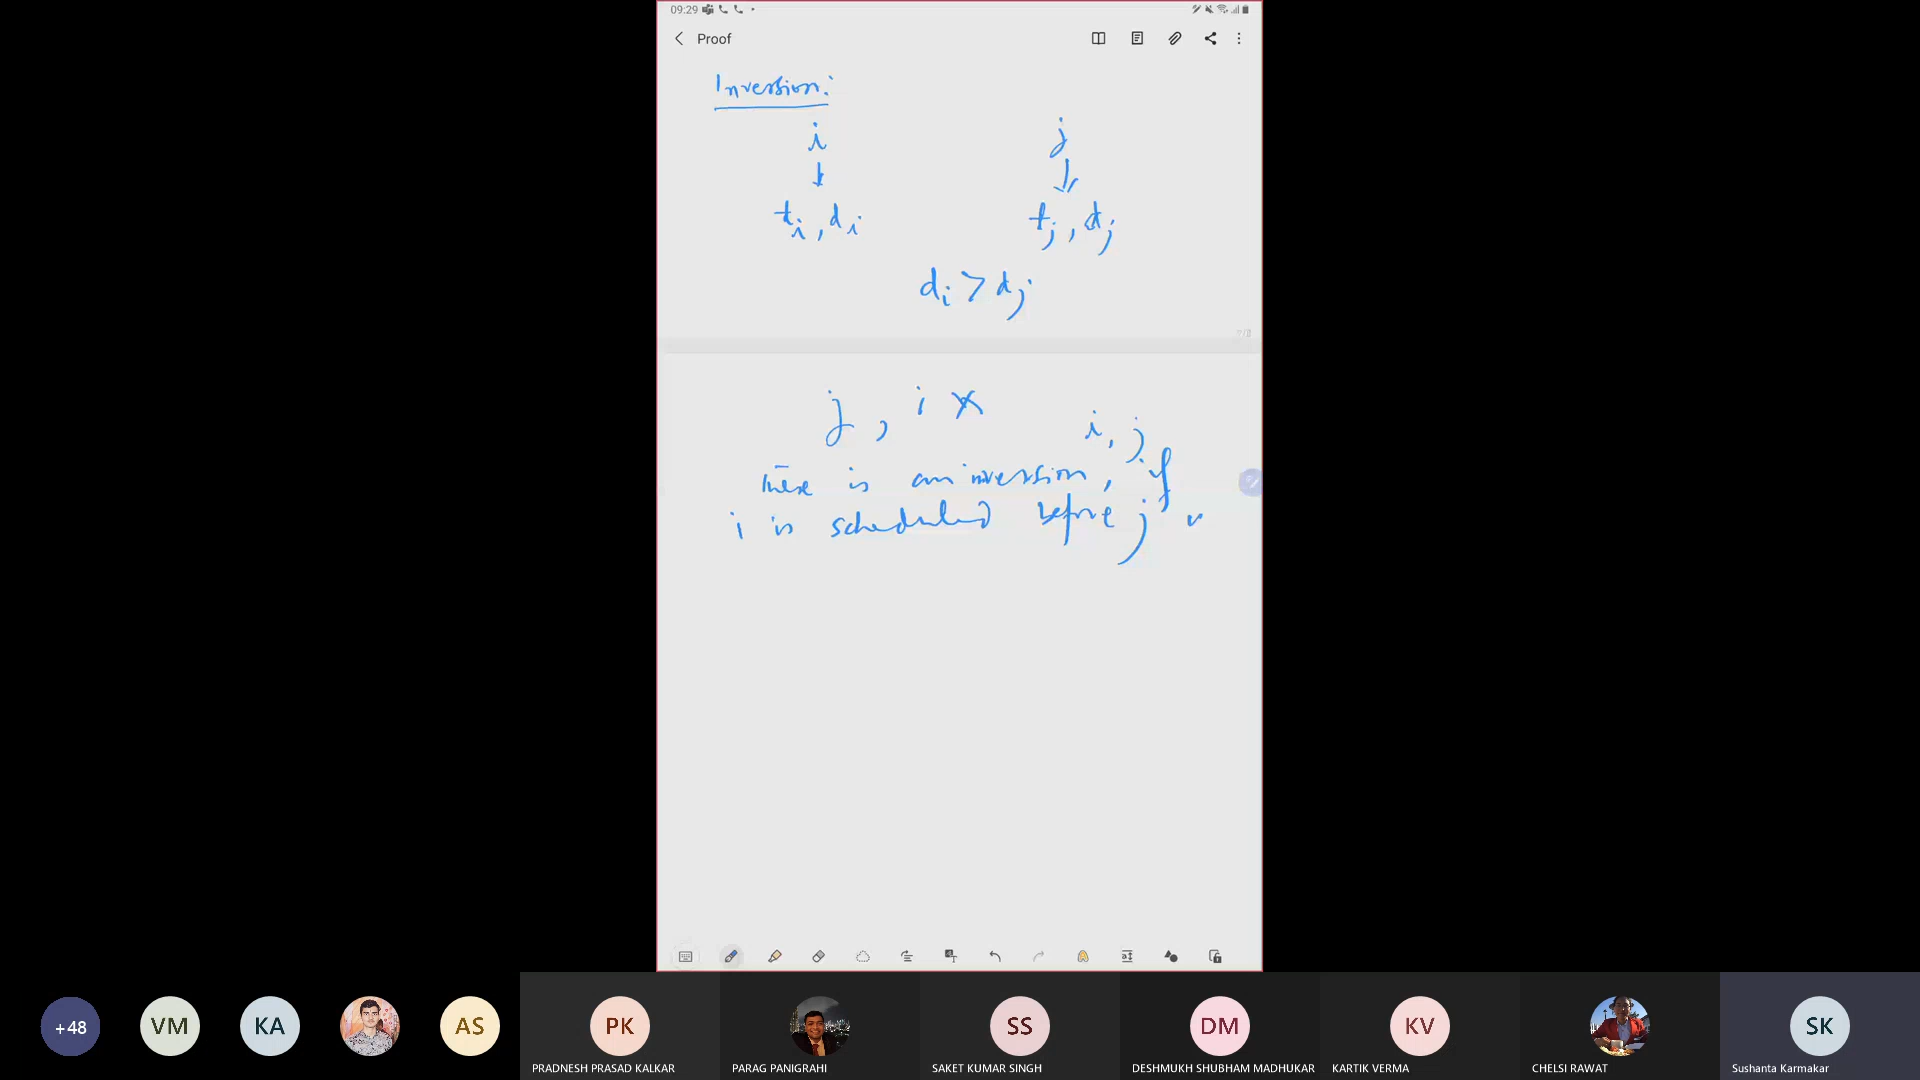 09:29
Proof
Inversion:
i j
ti, di tj, dj
di > dj
j, i ×
i, j
There is an inversion, if
i is scheduled before j
+48
VM
KA
AS
PK
SS
DM
KV
SK
PRADNESH PRASAD KALKAR
PARAG PANIGRAHI
SAKET KUMAR SINGH
DESHMUKH SHUBHAM MADHUKAR
KARTIK VERMA
CHELSI RAWAT
Sushanta Karmakar